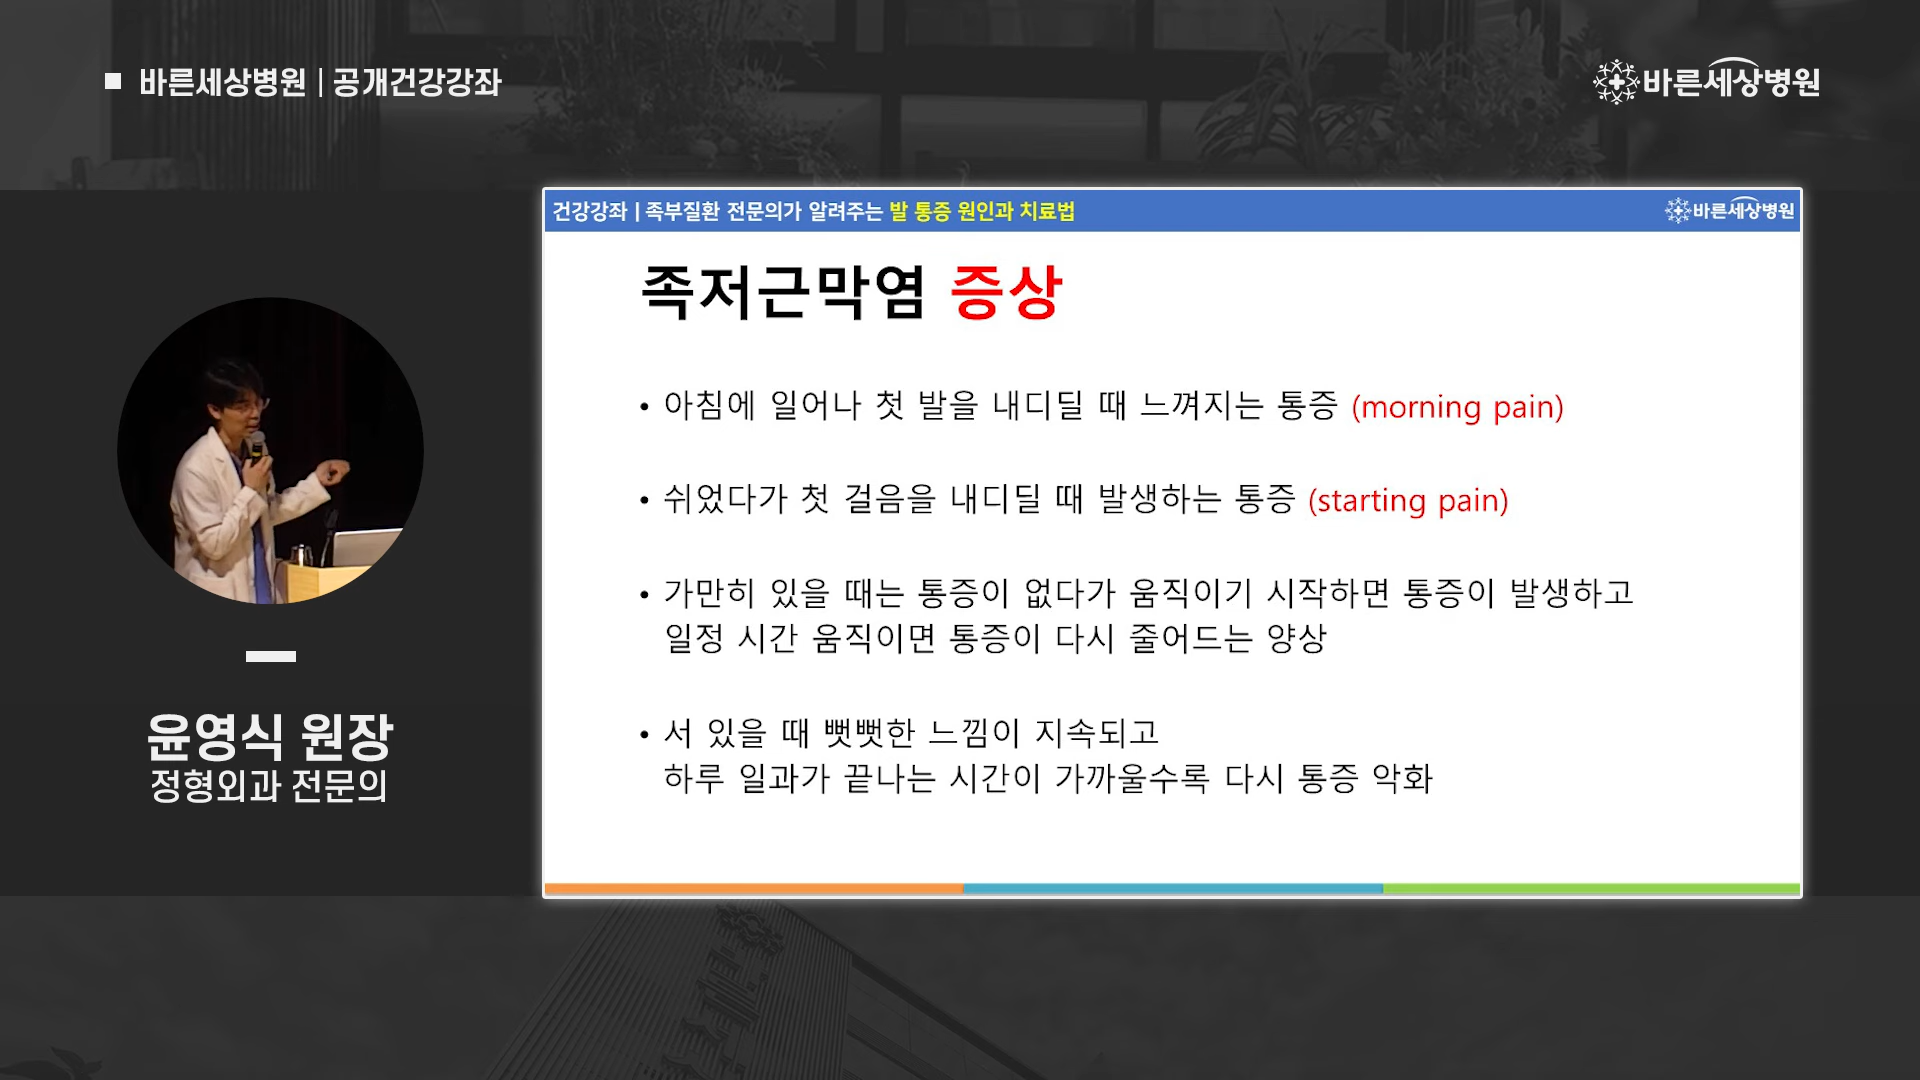 바른세상병원 | 공개건강강좌
바른세상병원
건강강좌 | 족부질환 전문의가 알려주는 발 통증 원인과 치료법
바른세상병원
족저근막염 증상
• 아침에 일어나 첫 발을 내디딜 때 느껴지는 통증 (morning pain)
• 쉬었다가 첫 걸음을 내디딜 때 발생하는 통증 (starting pain)
• 가만히 있을 때는 통증이 없다가 움직이기 시작하면 통증이 발생하고
일정 시간 움직이면 통증이 다시 줄어드는 양상
• 서 있을 때 뻣뻣한 느낌이 지속되고
하루 일과가 끝나는 시간이 가까울수록 다시 통증 악화
윤영식 원장
정형외과 전문의